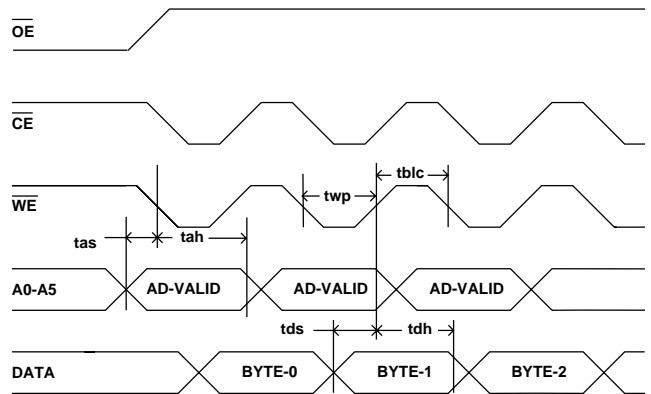 OE
CE
tblc
twp
WE
tas
tah
A0-A5
AD-VALID
AD-VALID
AD-VALID
tds
tdh
DATA
BYTE-0
BYTE-1
BYTE-2